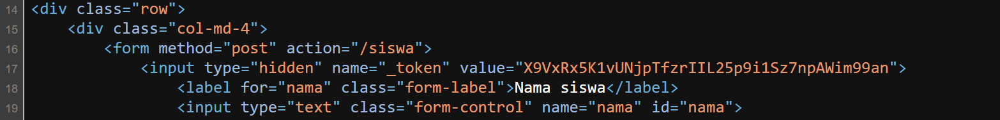 14 <div class="row">
15 <div class="col-md-4">
16 <form method="post" action="/siswa">
17 <input type="hidden" name="_token" value="X9VxRx5K1vUNjpTfzrIIL25p9i1Sz7npAWim99an">
18 <label for="nama" class="form-label">Nama siswa</label>
19 <input type="text" class="form-control" name="nama" id="nama">